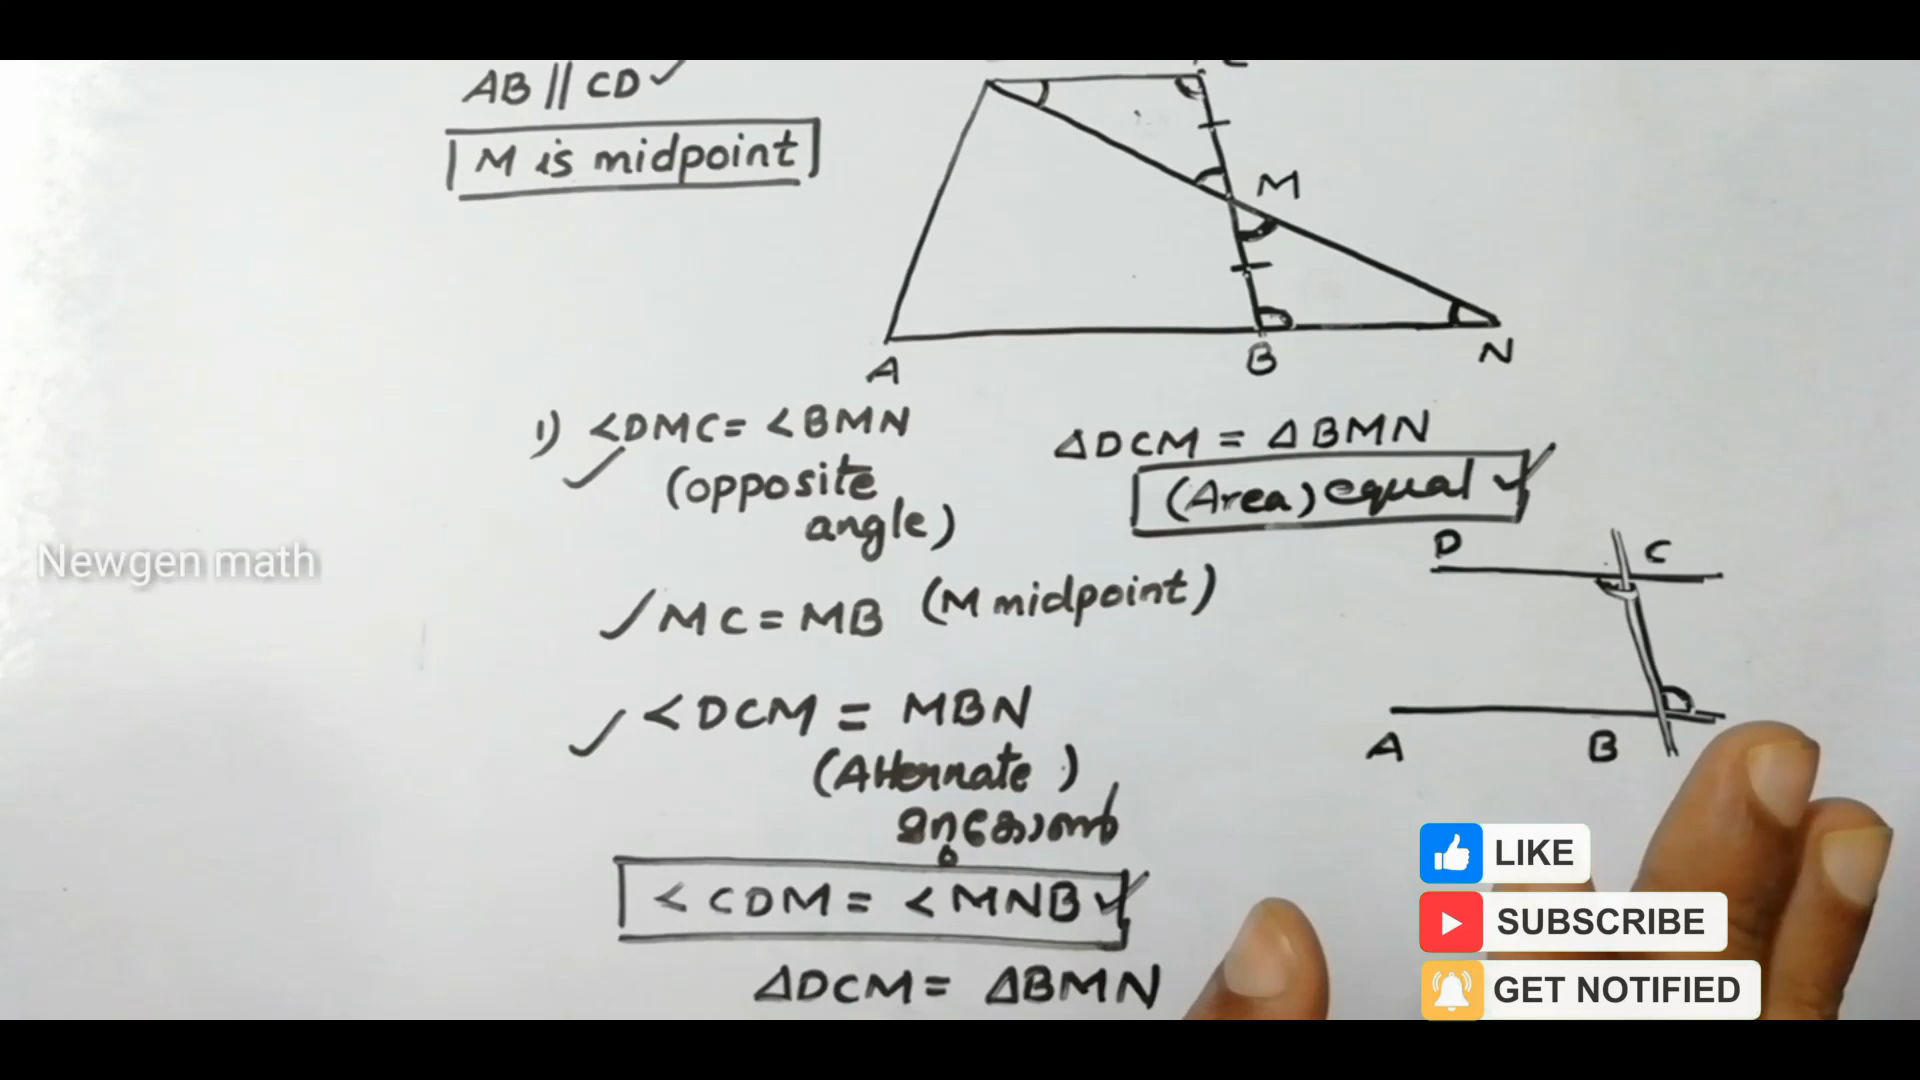 AB || CD ✓
M is midpoint
M
A
B
N
1) <DMC = <BMN
(opposite
angle)
ΔDCM = ΔBMN
(Area) equal ✓
D
C
A
B
Newgen math
✓ MC = MB (M midpoint)
✓ <DCM = MBN
(Alternate)
മറുകോൺ
<CDM = <MNB ✓
ΔDCM = ΔBMN
LIKE
SUBSCRIBE
GET NOTIFIED